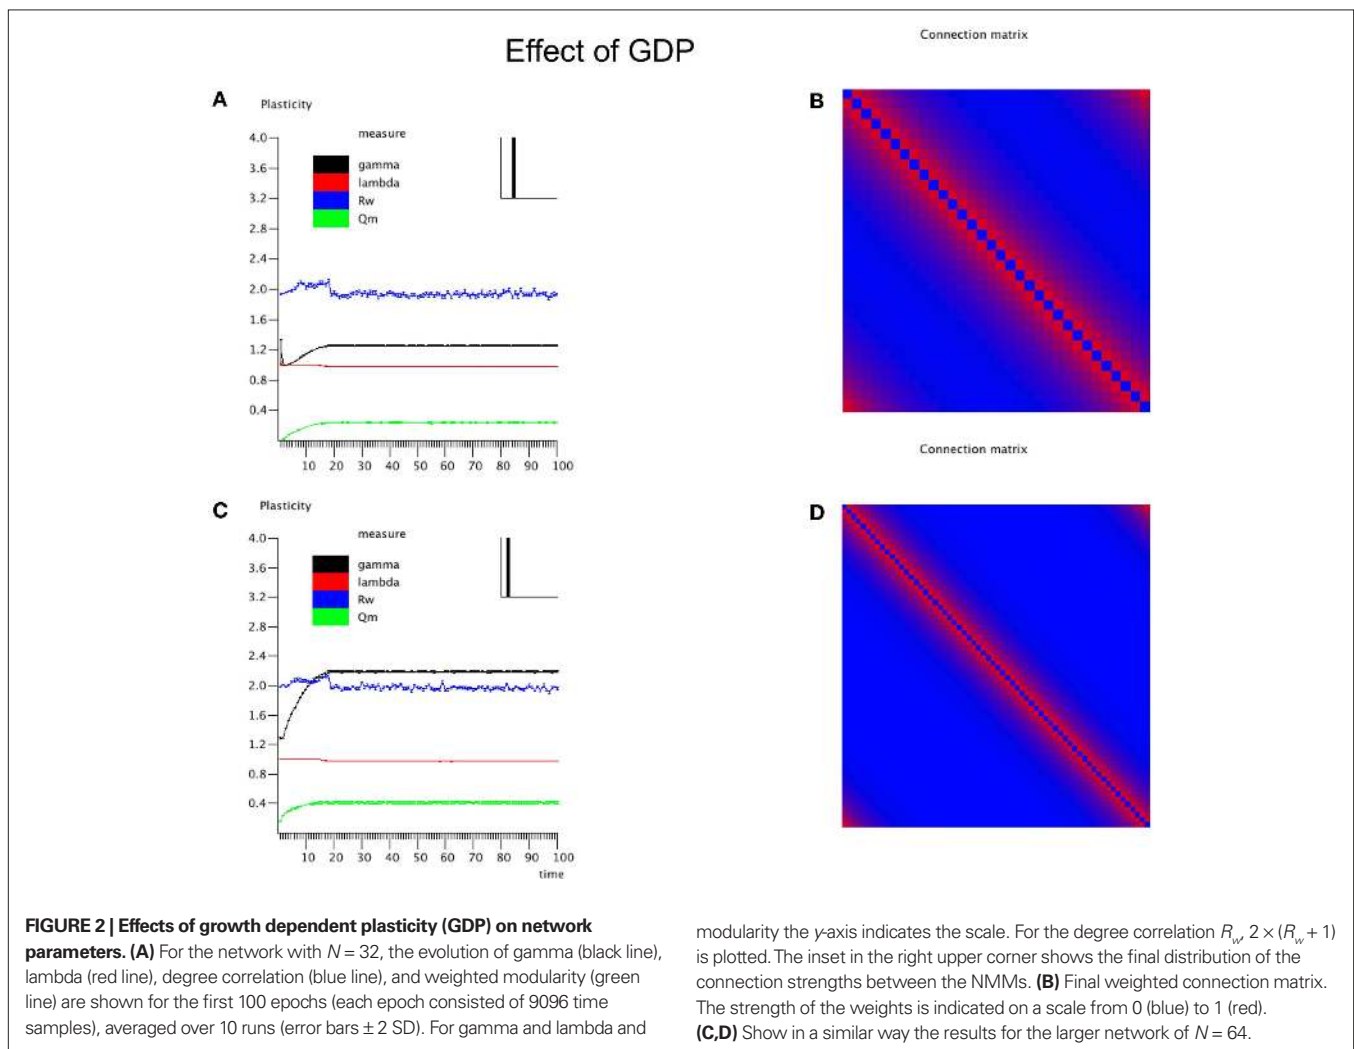 Effect of GDP
Connection matrix
A
Plasticity
measure
gamma
lambda
Rw
Qm
4.0
3.6
3.2
2.8
2.4
2.0
1.6
1.2
0.8
0.4
10 20 30 40 50 60 70 80 90 100
B
Connection matrix
C
Plasticity
measure
gamma
lambda
Rw
Qm
4.0
3.6
3.2
2.8
2.4
2.0
1.6
1.2
0.8
0.4
10 20 30 40 50 60 70 80 90 100
time
D
FIGURE 2 | Effects of growth dependent plasticity (GDP) on network
parameters. (A) For the network with N = 32, the evolution of gamma (black line),
lambda (red line), degree correlation (blue line), and weighted modularity (green
line) are shown for the first 100 epochs (each epoch consisted of 9096 time
samples), averaged over 10 runs (error bars ± 2 SD). For gamma and lambda and
modularity the y-axis indicates the scale. For the degree correlation Rw, 2 × (Rw + 1)
is plotted. The inset in the right upper corner shows the final distribution of the
connection strengths between the NMMs. (B) Final weighted connection matrix.
The strength of the weights is indicated on a scale from 0 (blue) to 1 (red).
(C,D) Show in a similar way the results for the larger network of N = 64.